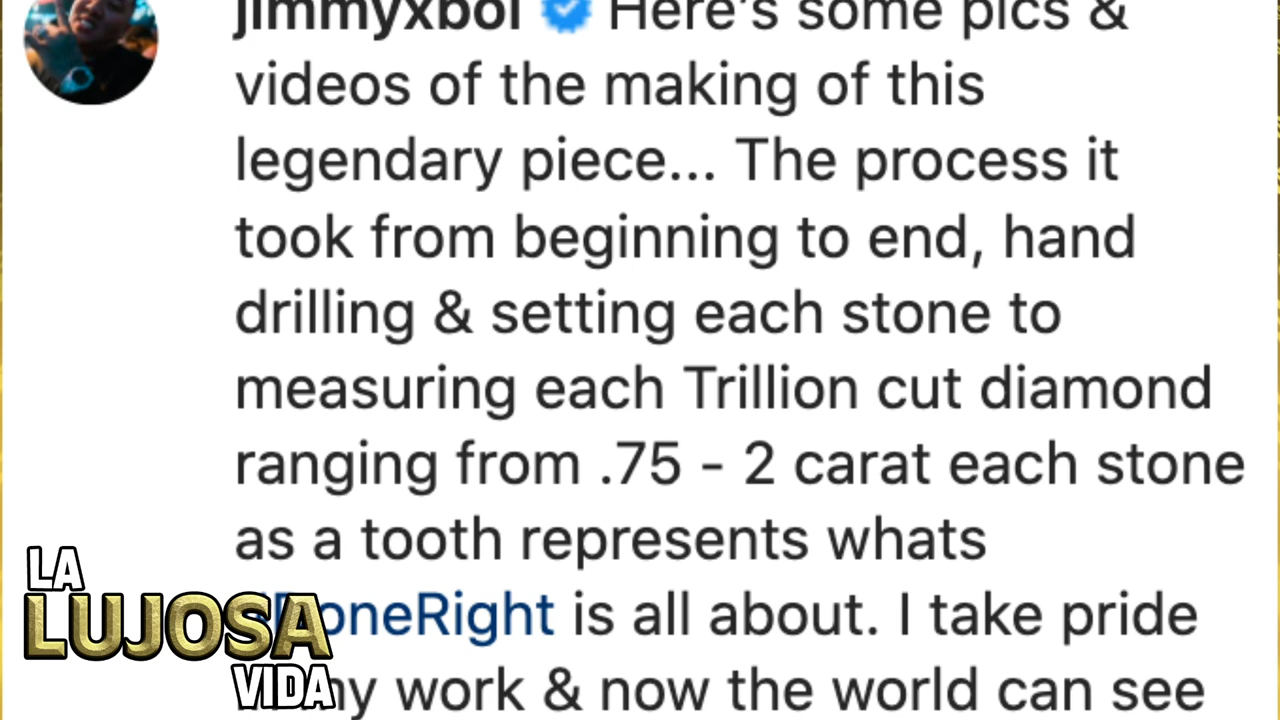 jimmyxboi Here's some pics &
videos of the making of this
legendary piece... The process it
took from beginning to end, hand
drilling & setting each stone to
measuring each Trillion cut diamond
ranging from .75 - 2 carat each stone
as a tooth represents whats
#DoneRight is all about. I take pride
my work & now the world can see
LA
LUJOSA
VIDA